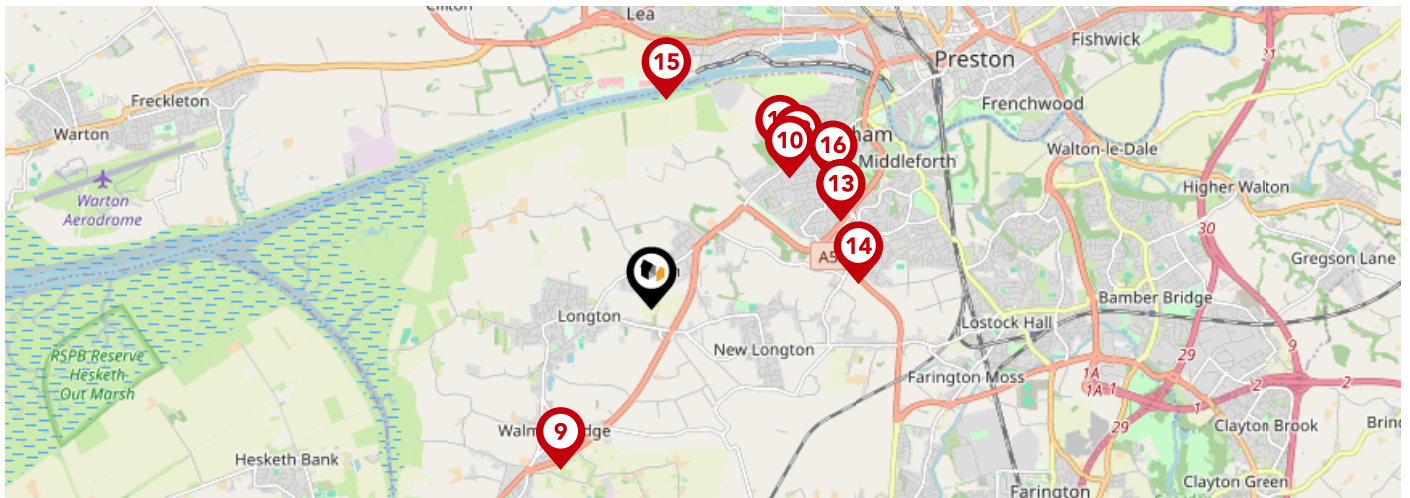 Lea
31
Fishwick
Preston
15
Freckleton
Frenchwood
Warton
10
16
Middleforth
Walton-le-Dale
13
Higher Walton
Warton
Aerodrome
30
14
Gregson Lane
Bamber Bridge
Longton
Lostock Hall
New Longton
9
29
RSPB Reserve
Hesketh
Out Marsh
Farington Moss
1A
1A
1
2
2
1
29
Clayton Brook
9
Hesketh Bank
Clayton Green
Farington